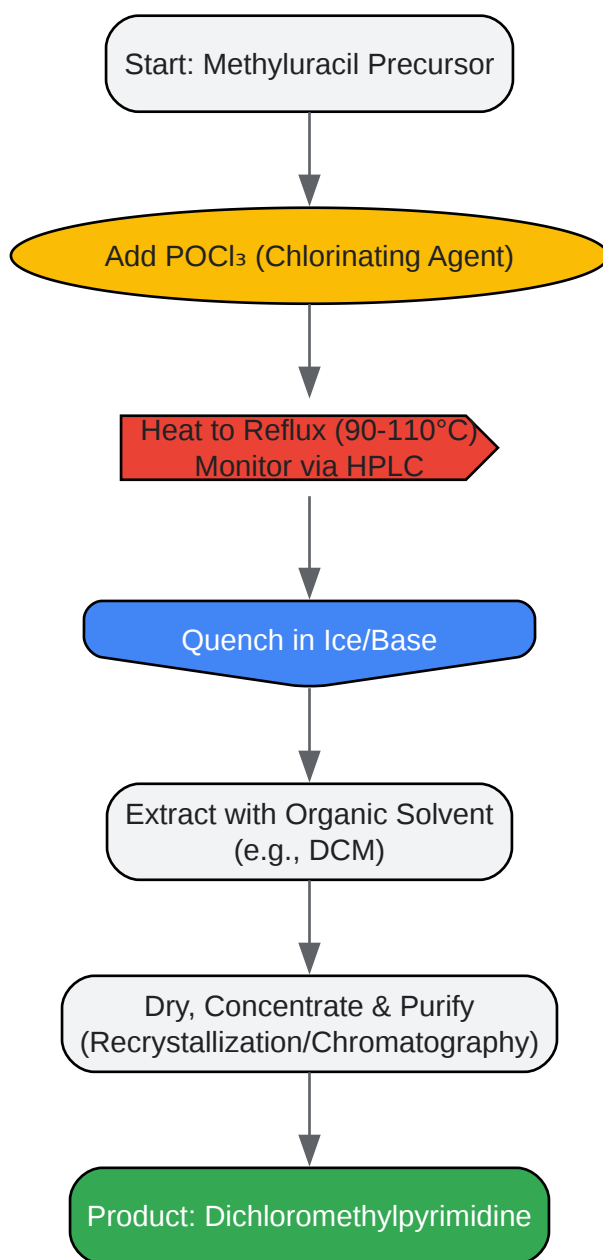 Start: Methyluracil Precursor
Add POCl₃ (Chlorinating Agent)
Heat to Reflux (90-110°C)
Monitor via HPLC
Quench in Ice/Base
Extract with Organic Solvent
(e.g., DCM)
Dry, Concentrate & Purify
(Recrystallization/Chromatography)
Product: Dichloromethylpyrimidine